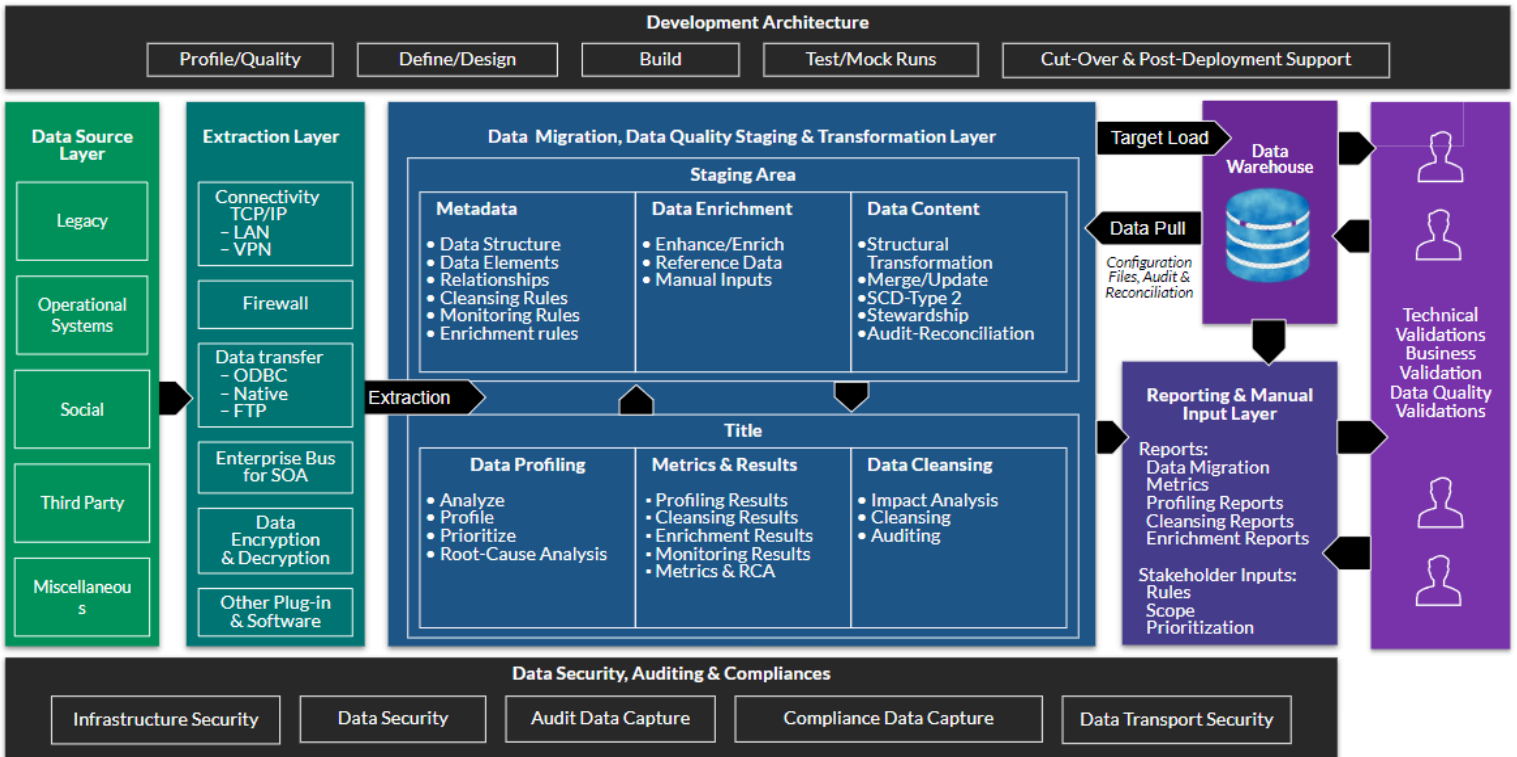 Development Architecture
Profile/Quality
Define/Design
Build
Test/Mock Runs
Cut-Over & Post-Deployment Support
Data Source
Layer
Legacy
Operational
Systems
Social
Third Party
Miscellaneou
s
Extraction Layer
Connectivity
TCP/IP
– LAN
– VPN
Firewall
Data transfer
– ODBC
– Native
– FTP
Enterprise Bus
for SOA
Data
Encryption
& Decryption
Other Plug-in
& Software
Extraction
Data Migration, Data Quality Staging & Transformation Layer
Staging Area
Metadata
• Data Structure
• Data Elements
• Relationships
• Cleansing Rules
• Monitoring Rules
• Enrichment rules
Data Enrichment
• Enhance/Enrich
• Reference Data
• Manual Inputs
Data Content
•Structural
Transformation
•Merge/Update
•SCD-Type 2
•Stewardship
•Audit-Reconciliation
Title
Data Profiling
• Analyze
• Profile
• Prioritize
• Root-Cause Analysis
Metrics & Results
▪ Profiling Results
▪ Cleansing Results
▪ Enrichment Results
▪ Monitoring Results
▪ Metrics & RCA
Data Cleansing
• Impact Analysis
• Cleansing
• Auditing
Target Load
Data Pull
Configuration
Files, Audit &
Reconciliation
Data
Warehouse
Reporting & Manual
Input Layer
Reports:
Data Migration
Metrics
Profiling Reports
Cleansing Reports
Enrichment Reports
Stakeholder Inputs:
Rules
Scope
Prioritization
Technical
Validations
Business
Validation
Data Quality
Validations
Data Security, Auditing & Compliances
Infrastructure Security
Data Security
Audit Data Capture
Compliance Data Capture
Data Transport Security